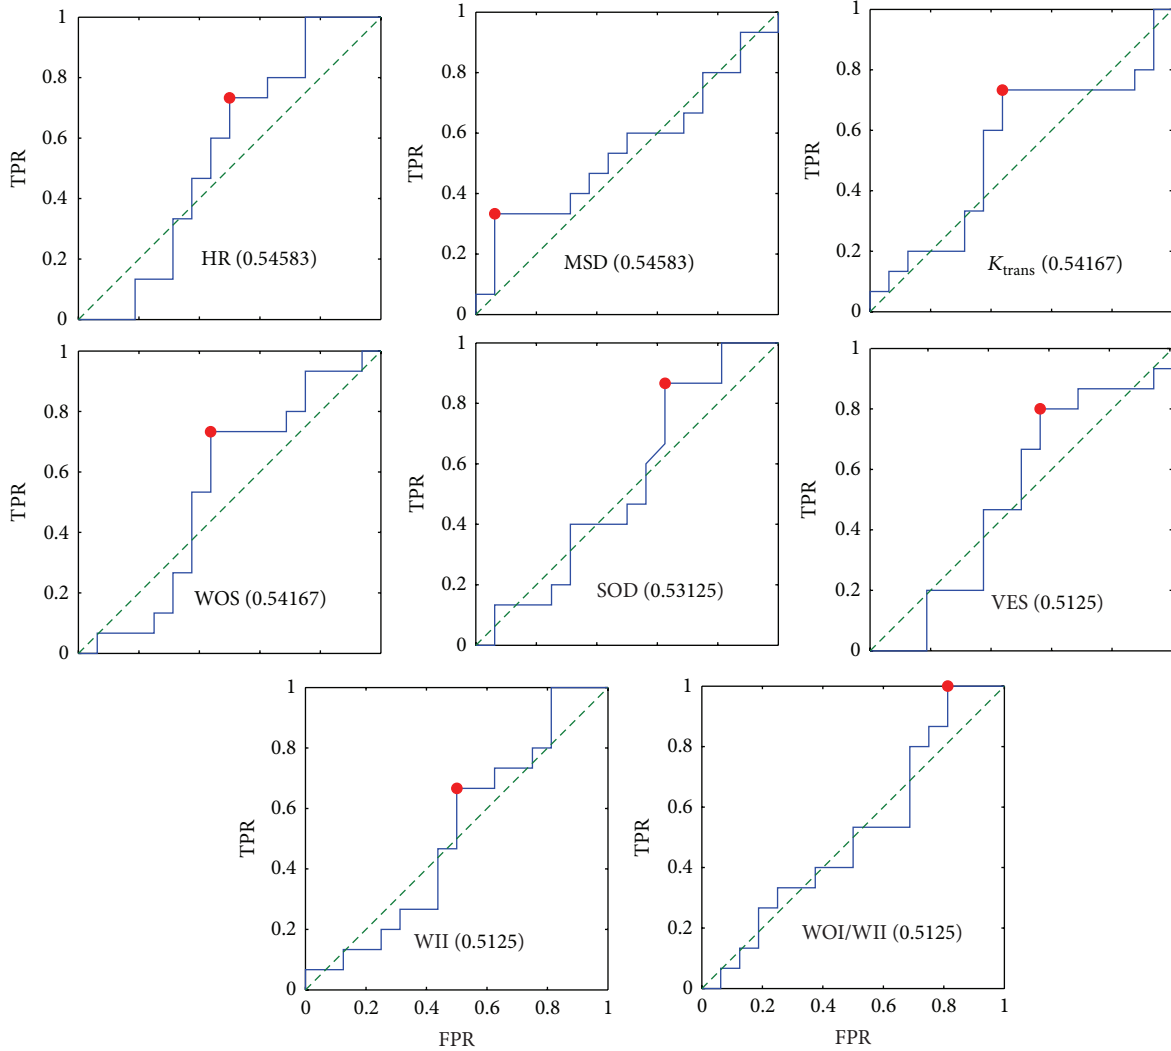 1
0.8
0.6
0.4
0.2
0
TPR
HR (0.54583)
1
0.8
0.6
0.4
0.2
0
TPR
MSD (0.54583)
1
0.8
0.6
0.4
0.2
0
TPR
Ktrans (0.54167)
1
0.8
0.6
0.4
0.2
0
TPR
WOS (0.54167)
1
0.8
0.6
0.4
0.2
0
TPR
SOD (0.53125)
1
0.8
0.6
0.4
0.2
0
TPR
VES (0.5125)
1
0.8
0.6
0.4
0.2
0
TPR
WII (0.5125)
0 0.2 0.4 0.6 0.8 1
FPR
1
0.8
0.6
0.4
0.2
0
TPR
WOI/WII (0.5125)
0 0.2 0.4 0.6 0.8 1
FPR